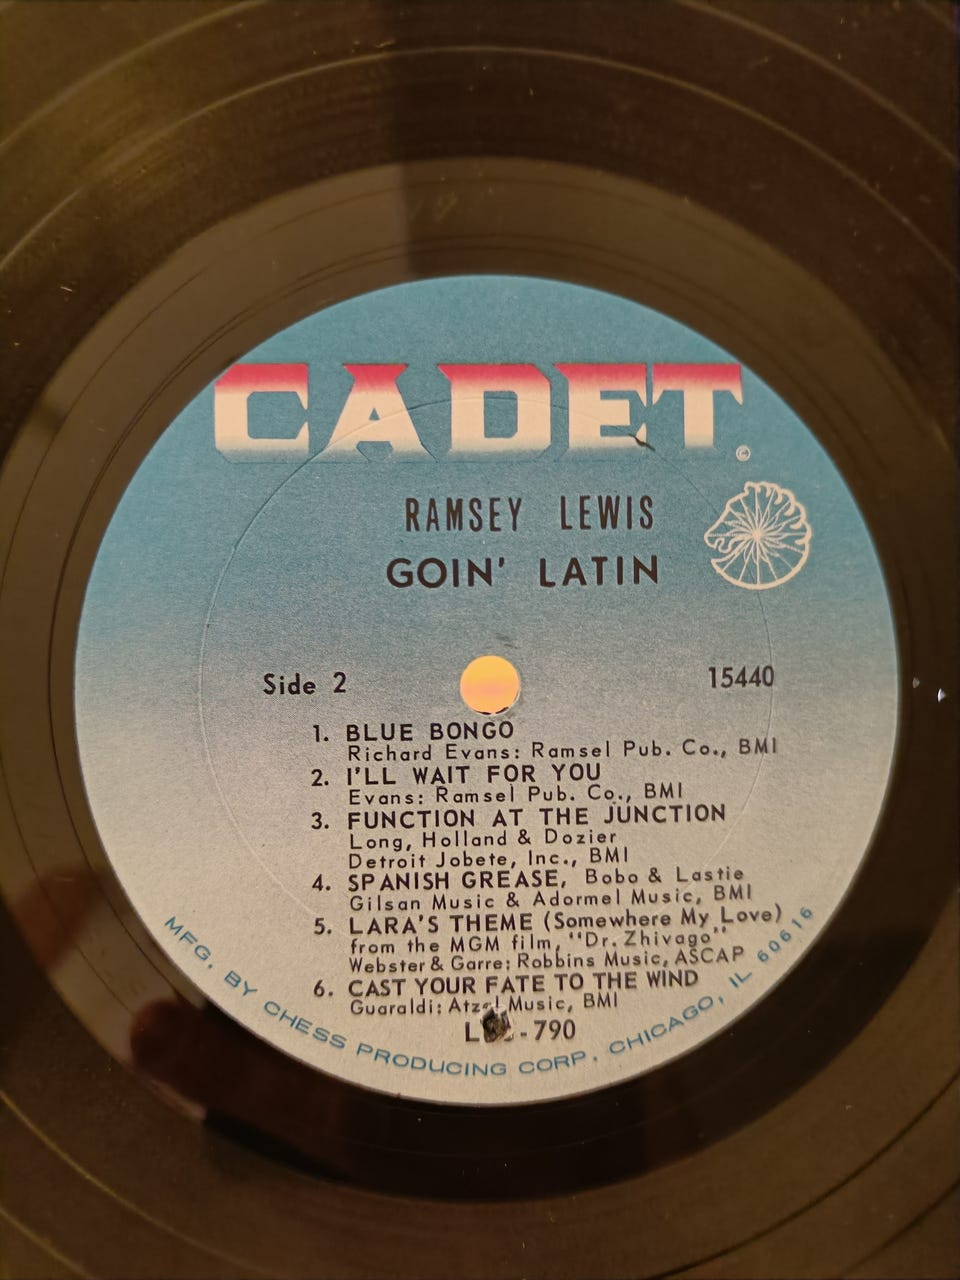 CADET
©
RAMSEY LEWIS
GOIN' LATIN
Side 2
15440
1. BLUE BONGO
Richard Evans: Ramsel Pub. Co., BMI
2. I'LL WAIT FOR YOU
Evans: Ramsel Pub. Co., BMI
3. FUNCTION AT THE JUNCTION
Long, Holland & Dozier
Detroit Jobete, Inc., BMI
4. SPANISH GREASE, Bobo & Lastie
Gilsan Music & Adormel Music, BMI
5. LARA'S THEME (Somewhere My Love)
from the MGM film, "Dr. Zhivago"
Webster & Garre; Robbins Music, ASCAP
6. CAST YOUR FATE TO THE WIND
Guaraldi: Music, BMI
-790
MFG. BY CHESS PRODUCING CORP. CHICAGO, IL 60616